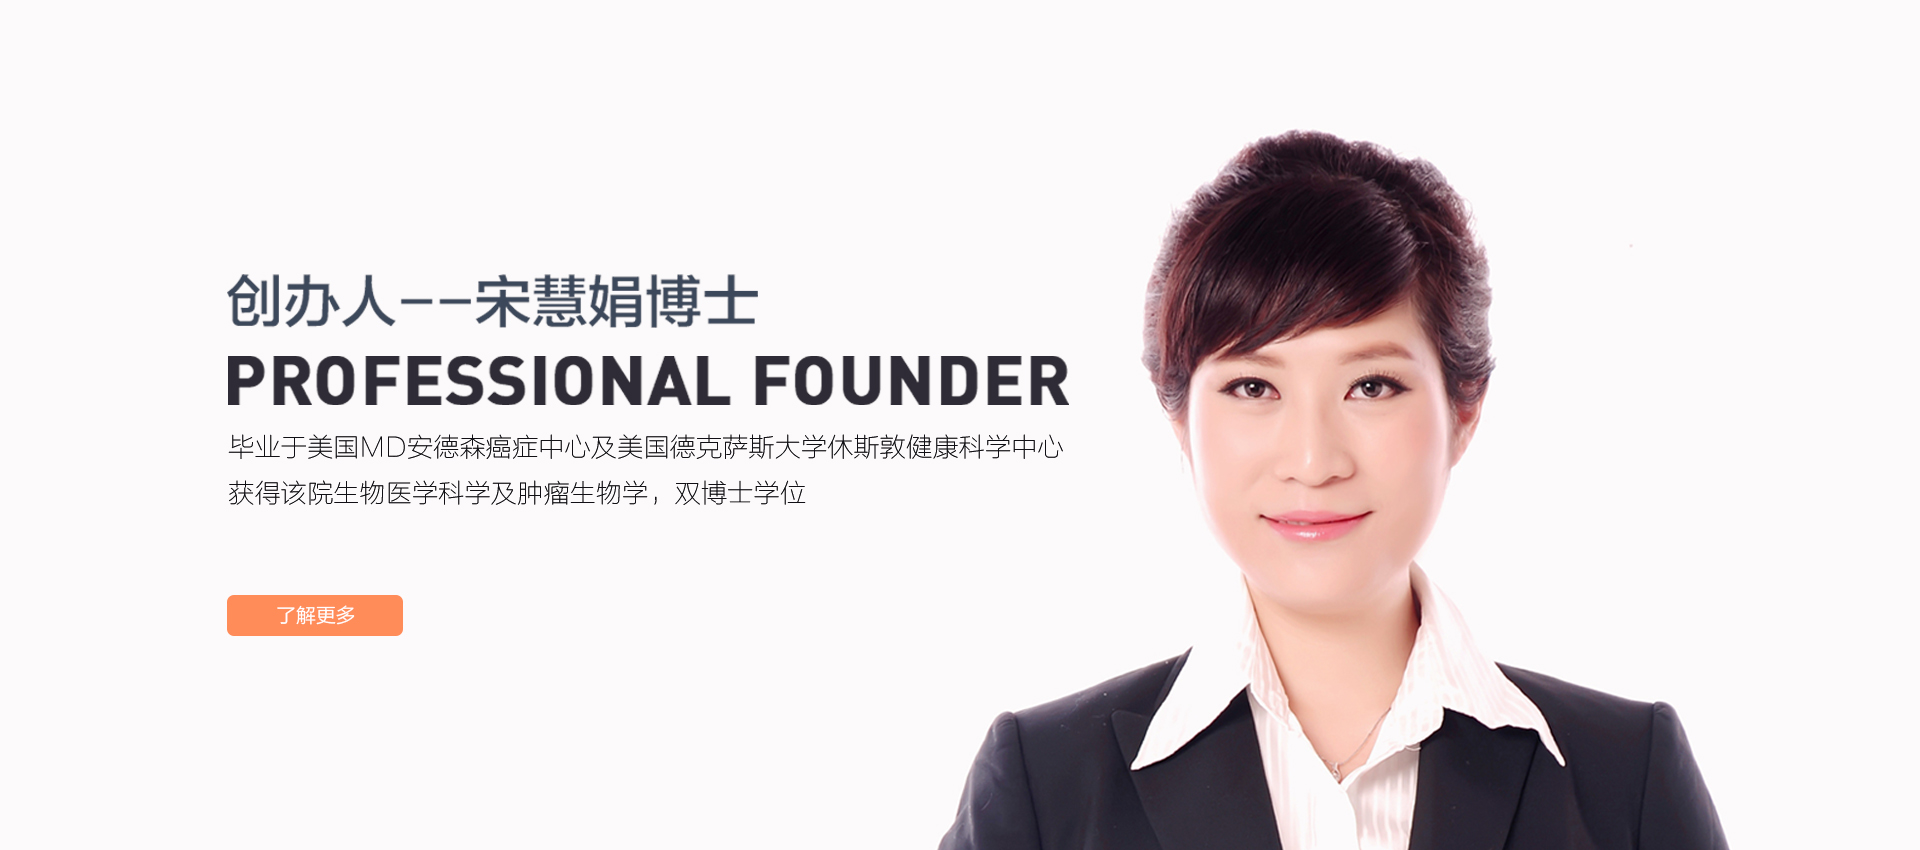 创办人--宋慧娟博士
PROFESSIONAL FOUNDER
毕业于美国MD安德森癌症中心及美国德克萨斯大学休斯敦健康科学中心
获得该院生物医学科学及肿瘤生物学，双博士学位
了解更多